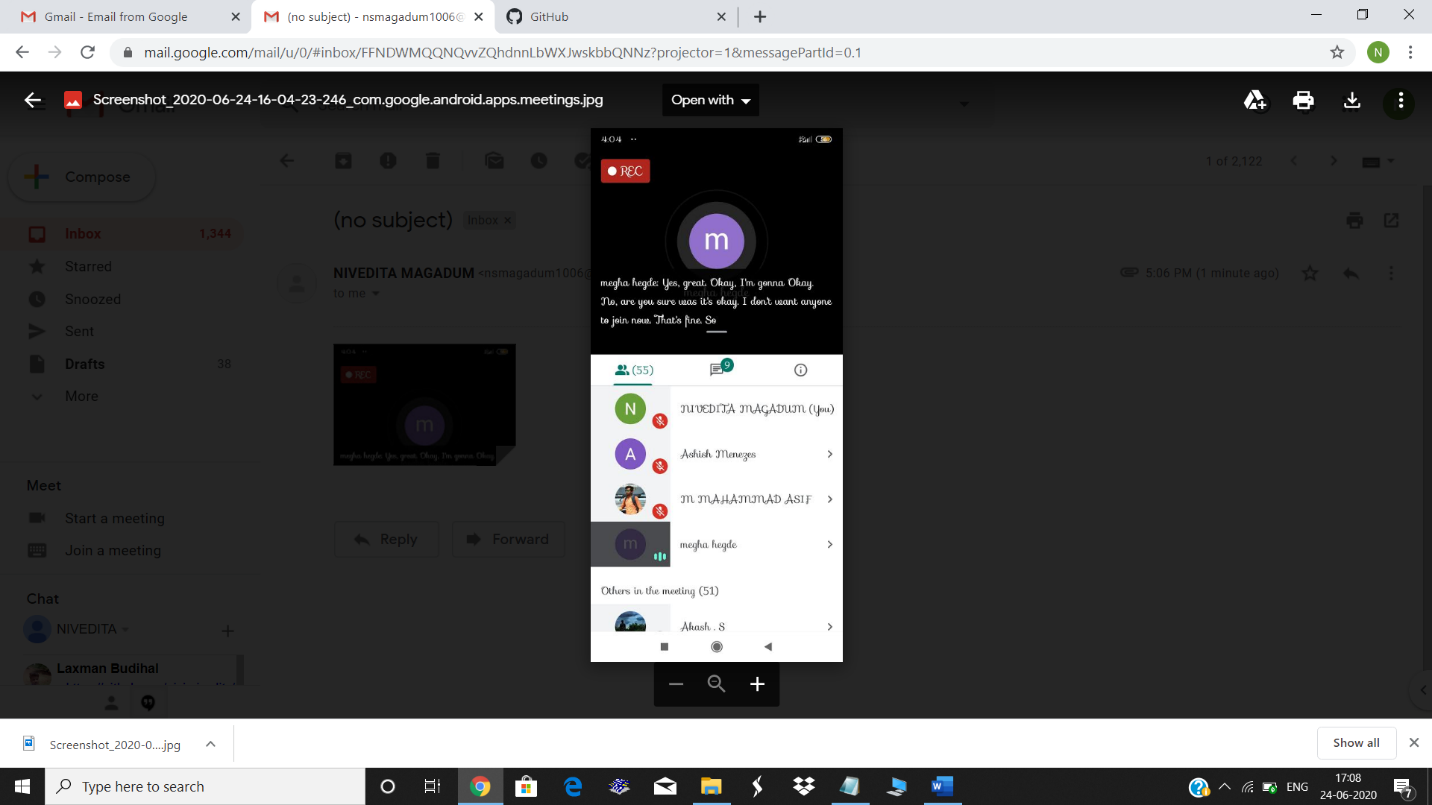 Gmail - Email from Google
(no subject) - nsmagadum1006@
GitHub
mail.google.com/mail/u/0/#inbox/FFNDWMQQNQvvZQhdnnLbWXJwskbbQNNz?projector=1&messagePartId=0.1
N
Screenshot_2020-06-24-16-04-23-246_com.google.android.apps.meetings.jpg
Open with
Compose
1 of 2,122
(no subject)
Inbox
Inbox 1,344
Starred
Snoozed
Sent
Drafts 38
More
NIVEDITA MAGADUM <nsmagadum1006@
to me
5:06 PM (1 minute ago)
REC
m
Reply
Forward
4:04
REC
m
megha hegde: Yes, great. Okay, I'm gonna Okay.
No, are you sure was it's okay. I don't want anyone
to join now. That's fine. So
(55)
9
N
NIVEDITA MAGADUM (You)
A
Ashish Menezes
M MAHAMMAD ASIF
m
megha hegde
Others in the meeting (51)
Akash . S
Meet
Start a meeting
Join a meeting
Chat
NIVEDITA
Laxman Budihal
Screenshot_2020-0....jpg
Show all
Type here to search
ENG
17:08
24-06-2020
7